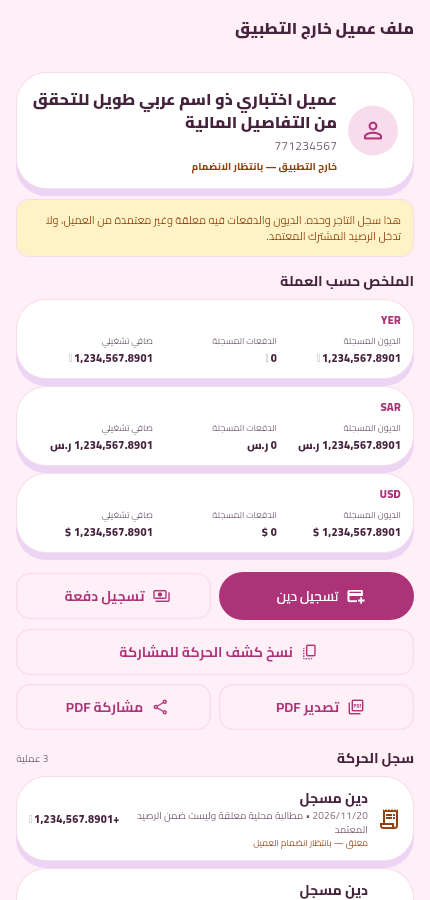 ملف عميل خارج التطبيق
عميل اختباري ذو اسم عربي طويل للتحقق
من التفاصيل المالية
771234567
خارج التطبيق — بانتظار الانضمام
هذا سجل التاجر وحده. الديون والدفعات فيه معلقة وغير معتمدة من العميل، ولا
تدخل الرصيد المشترك المعتمد.
الملخص حسب العملة
YER
الديون المسجلة الدفعات المسجلة صافي تشغيلي
1,234,567.8901 0 1,234,567.8901
SAR
الديون المسجلة الدفعات المسجلة صافي تشغيلي
1,234,567.8901 ر.س 0 ر.س 1,234,567.8901 ر.س
USD
الديون المسجلة الدفعات المسجلة صافي تشغيلي
1,234,567.8901 $ 0 $ 1,234,567.8901 $
تسجيل دين تسجيل دفعة
نسخ كشف الحركة للمشاركة
تصدير PDF مشاركة PDF
سجل الحركة 3 عملية
دين مسجل
2026/11/20 • مطالبة محلية معلقة وليست ضمن الرصيد
المعتمد
+1,234,567.8901
معلق — بانتظار انضمام العميل
دين مسجل